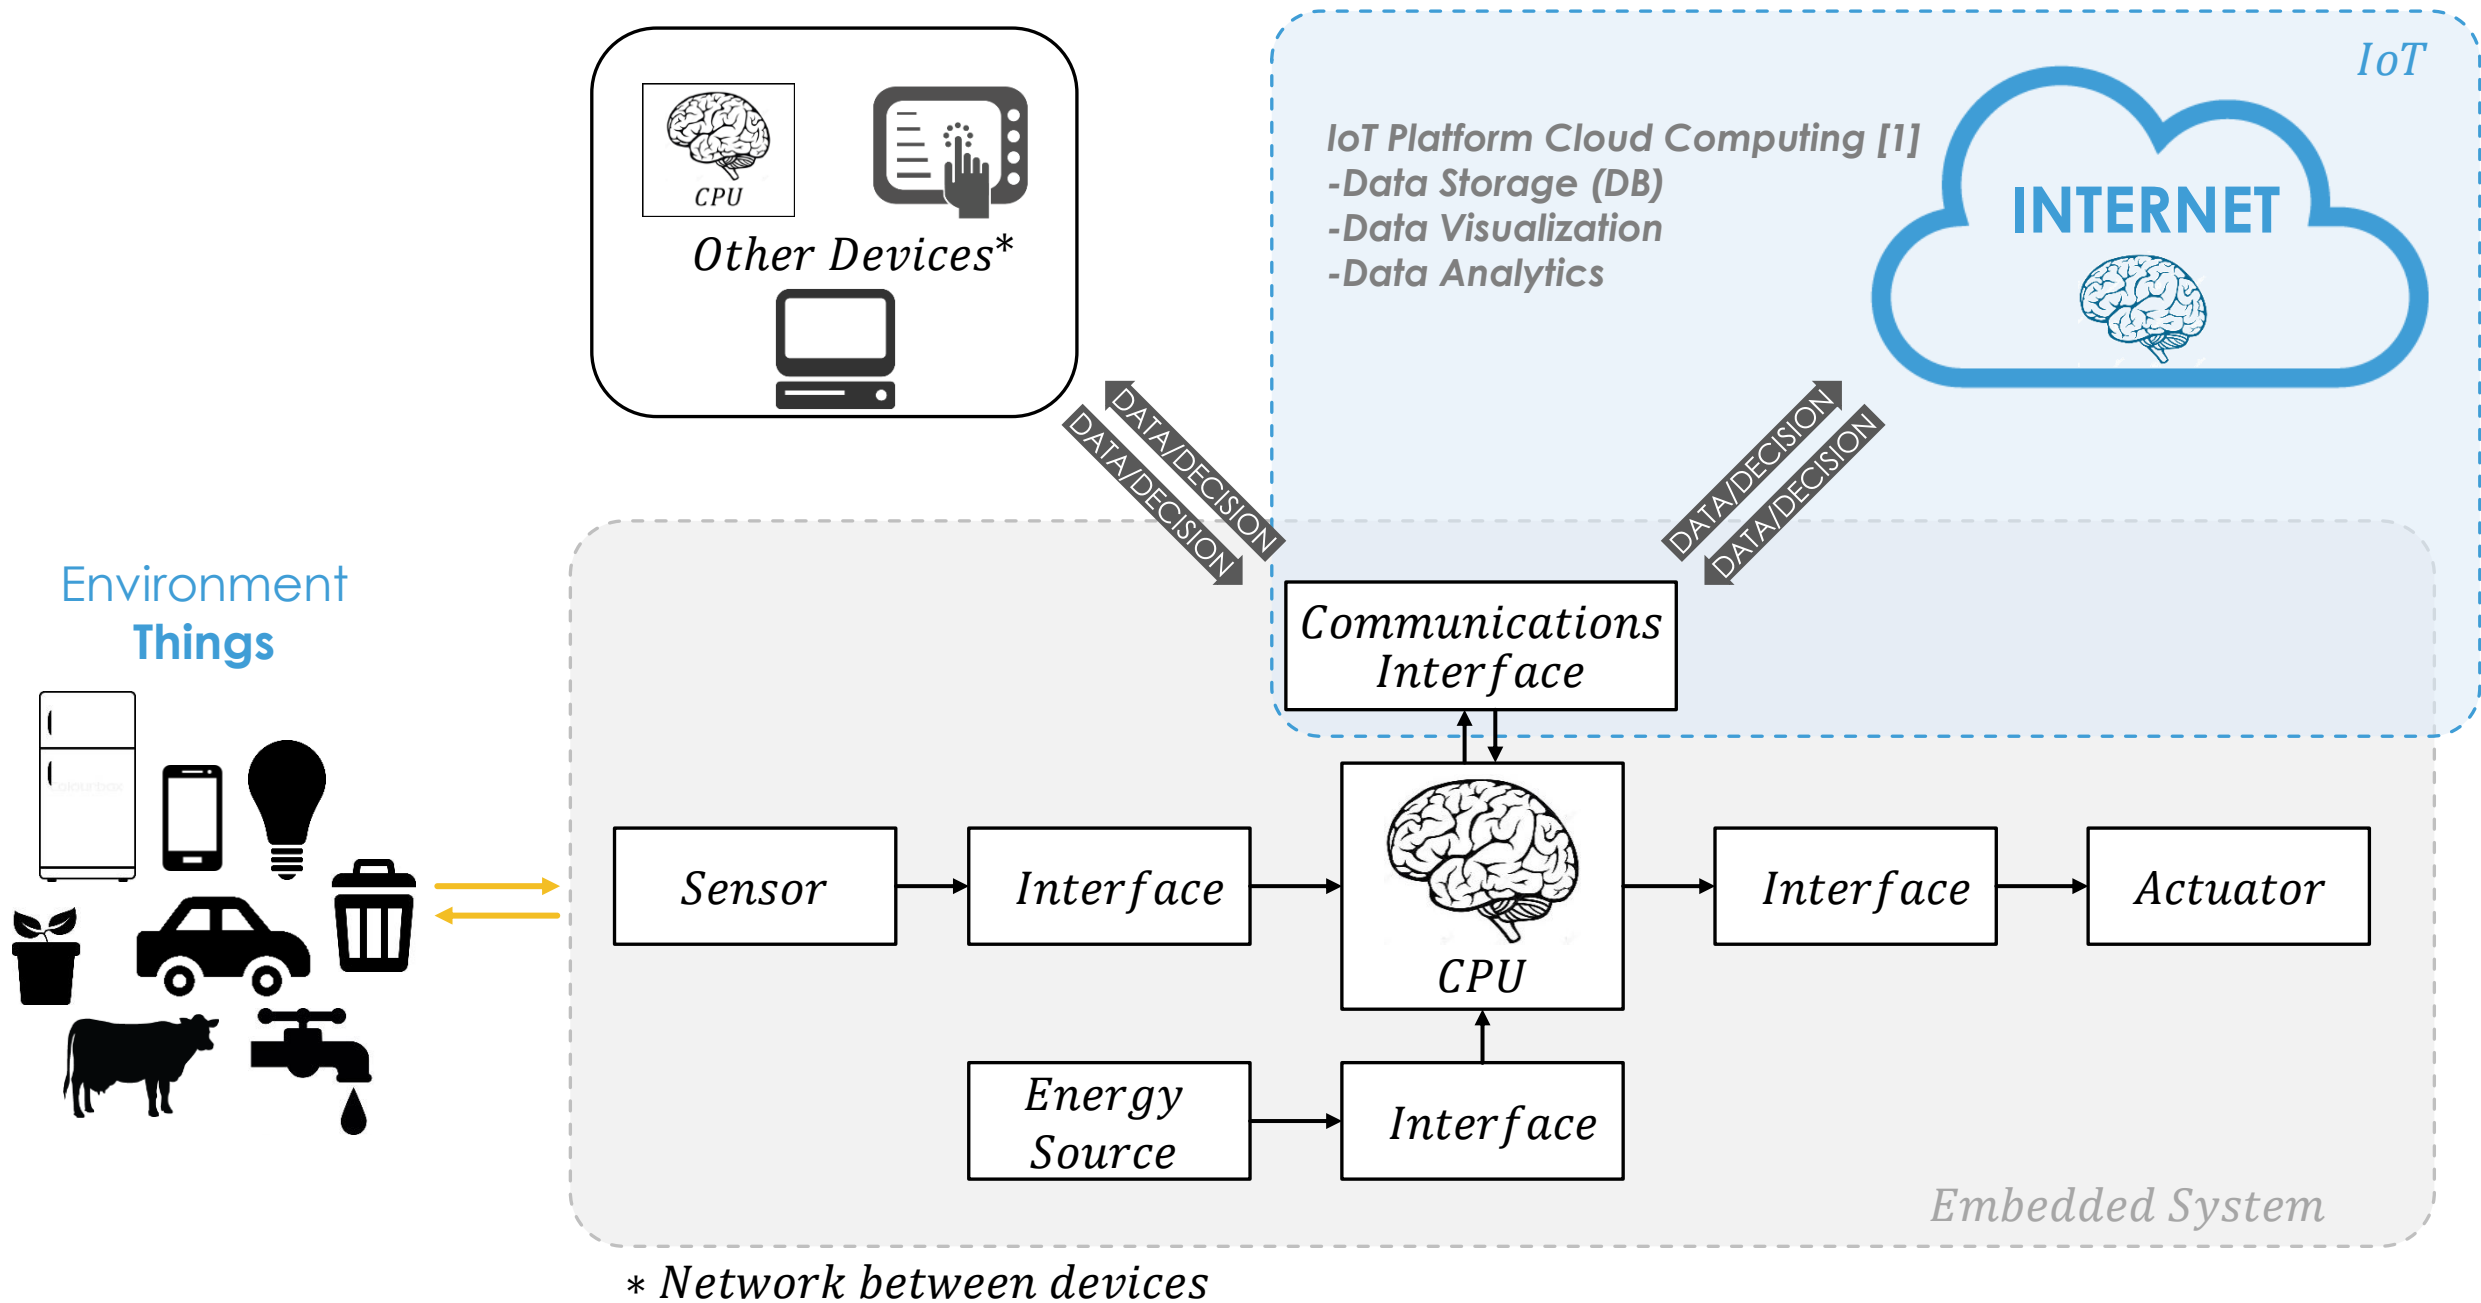 IoT
IoT Platform Cloud Computing [1]
-Data Storage (DB)
-Data Visualization
-Data Analytics
INTERNET
CPU
Other Devices*
DATA/DECISION
DATA/DECISION
DATA/DECISION
DATA/DECISION
Environment
Things
Communications
Interface
Sensor
Interface
CPU
Interface
Actuator
Energy
Source
Interface
Embedded System
* Network between devices